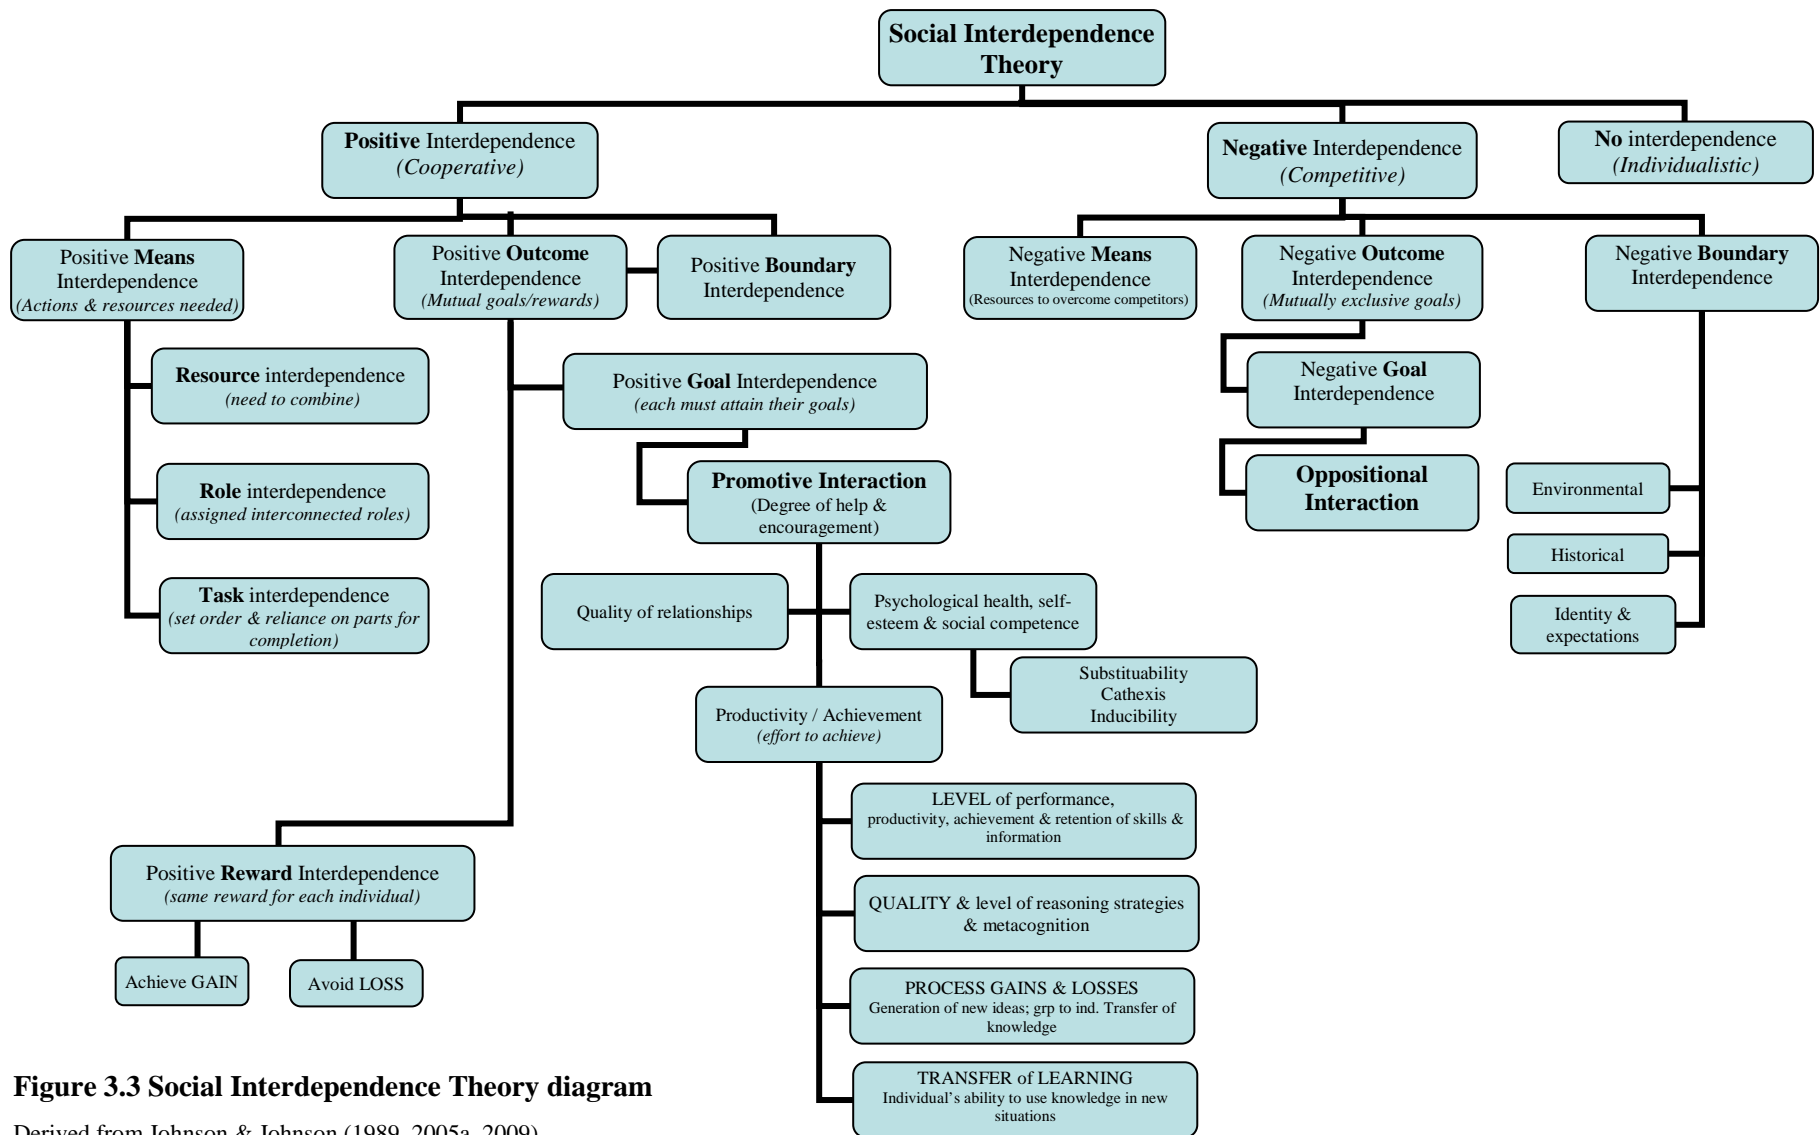 Social Interdependence
Theory
Positive Interdependence
(Cooperative)
Negative Interdependence
(Competitive)
No interdependence
(Individualistic)
Positive Means
Interdependence
(Actions & resources needed)
Positive Outcome
Interdependence
(Mutual goals/rewards)
Positive Boundary
Interdependence
Negative Means
Interdependence
(Resources to overcome competitors)
Negative Outcome
Interdependence
(Mutually exclusive goals)
Negative Boundary
Interdependence
Resource interdependence
(need to combine)
Role interdependence
(assigned interconnected roles)
Task interdependence
(set order & reliance on parts for
completion)
Positive Goal Interdependence
(each must attain their goals)
Promotive Interaction
(Degree of help &
encouragement)
Quality of relationships
Psychological health, self-
esteem & social competence
Substituability
Cathexis
Inducibility
Productivity / Achievement
(effort to achieve)
LEVEL of performance,
productivity, achievement & retention of skills &
information
QUALITY & level of reasoning strategies
& metacognition
PROCESS GAINS & LOSSES
Generation of new ideas; grp to ind. Transfer of
knowledge
TRANSFER of LEARNING
Individual's ability to use knowledge in new
situations
Negative Goal
Interdependence
Oppositional
Interaction
Environmental
Historical
Identity &
expectations
Positive Reward Interdependence
(same reward for each individual)
Achieve GAIN
Avoid LOSS
Figure 3.3 Social Interdependence Theory diagram
Derived from Johnson & Johnson (1989, 2005a, 2009)